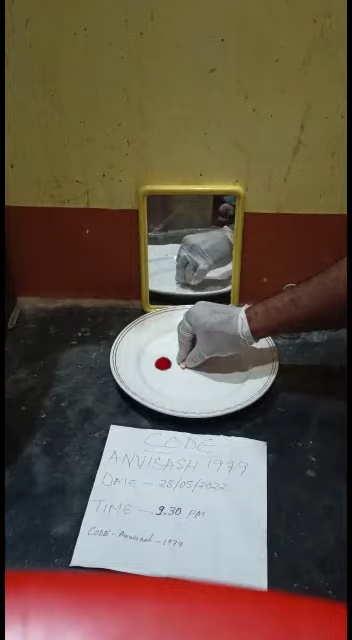 CODE
ANVISASH 1979
DATE - 28/05/2022
TIME - 9.30 PM
CODE - Anvisash - 1979